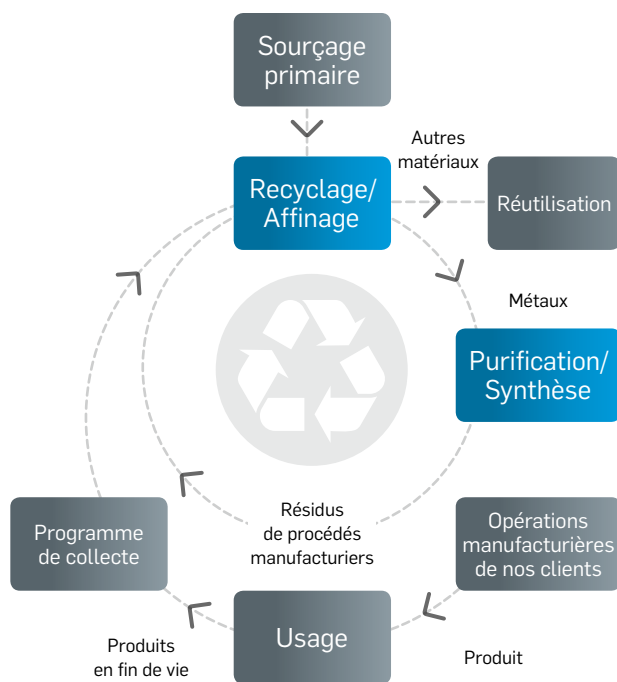 Sourçage
primaire
Autres
matériaux
Recyclage/
Affinage
Réutilisation
Métaux
Purification/
Synthèse
Résidus
de procédés
manufacturiers
Programme
de collecte
Opérations
manufacturières
de nos clients
Usage
Produits
en fin de vie
Produit